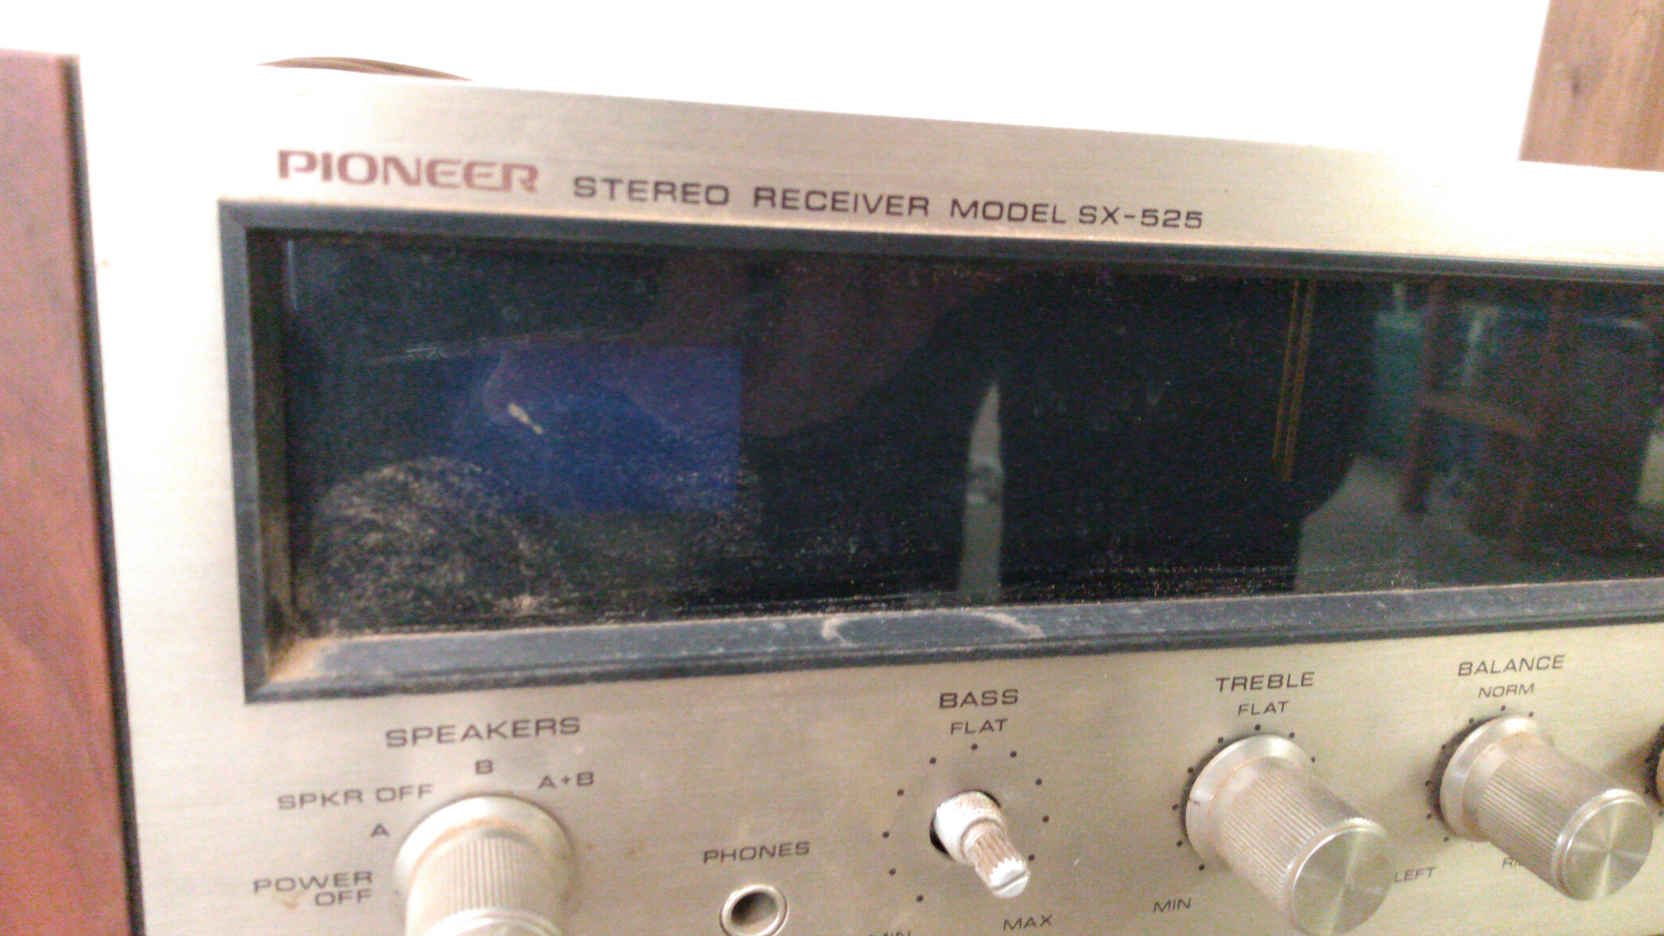 PIONEER STEREO RECEIVER MODEL SX-525
SPEAKERS
SPKR OFF
A
B
A+B
POWER
OFF
PHONES
BASS
FLAT
MAX
TREBLE
FLAT
MIN
BALANCE
NORM
LEFT